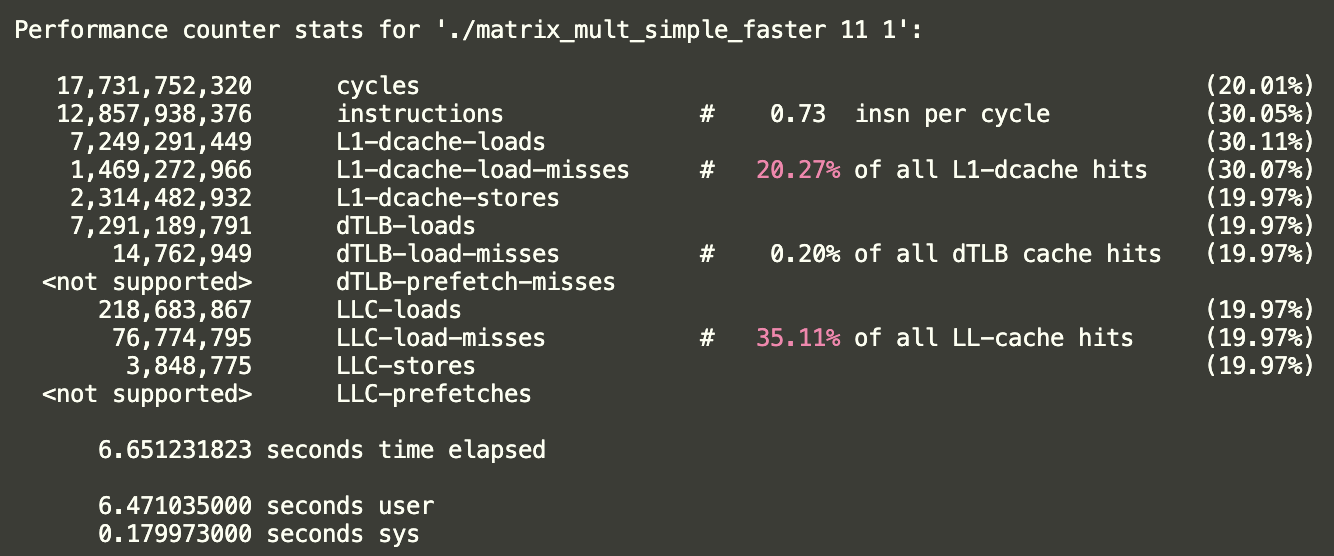 Performance counter stats for './matrix_mult_simple_faster 11 1':
17,731,752,320 cycles (20.01%)
12,857,938,376 instructions # 0.73 insn per cycle (30.05%)
7,249,291,449 L1-dcache-loads (30.11%)
1,469,272,966 L1-dcache-load-misses # 20.27% of all L1-dcache hits (30.07%)
2,314,482,932 L1-dcache-stores (19.97%)
7,291,189,791 dTLB-loads (19.97%)
14,762,949 dTLB-load-misses # 0.20% of all dTLB cache hits (19.97%)
<not supported> dTLB-prefetch-misses
218,683,867 LLC-loads (19.97%)
76,774,795 LLC-load-misses # 35.11% of all LL-cache hits (19.97%)
3,848,775 LLC-stores (19.97%)
<not supported> LLC-prefetches
6.651231823 seconds time elapsed
6.471035000 seconds user
0.179973000 seconds sys